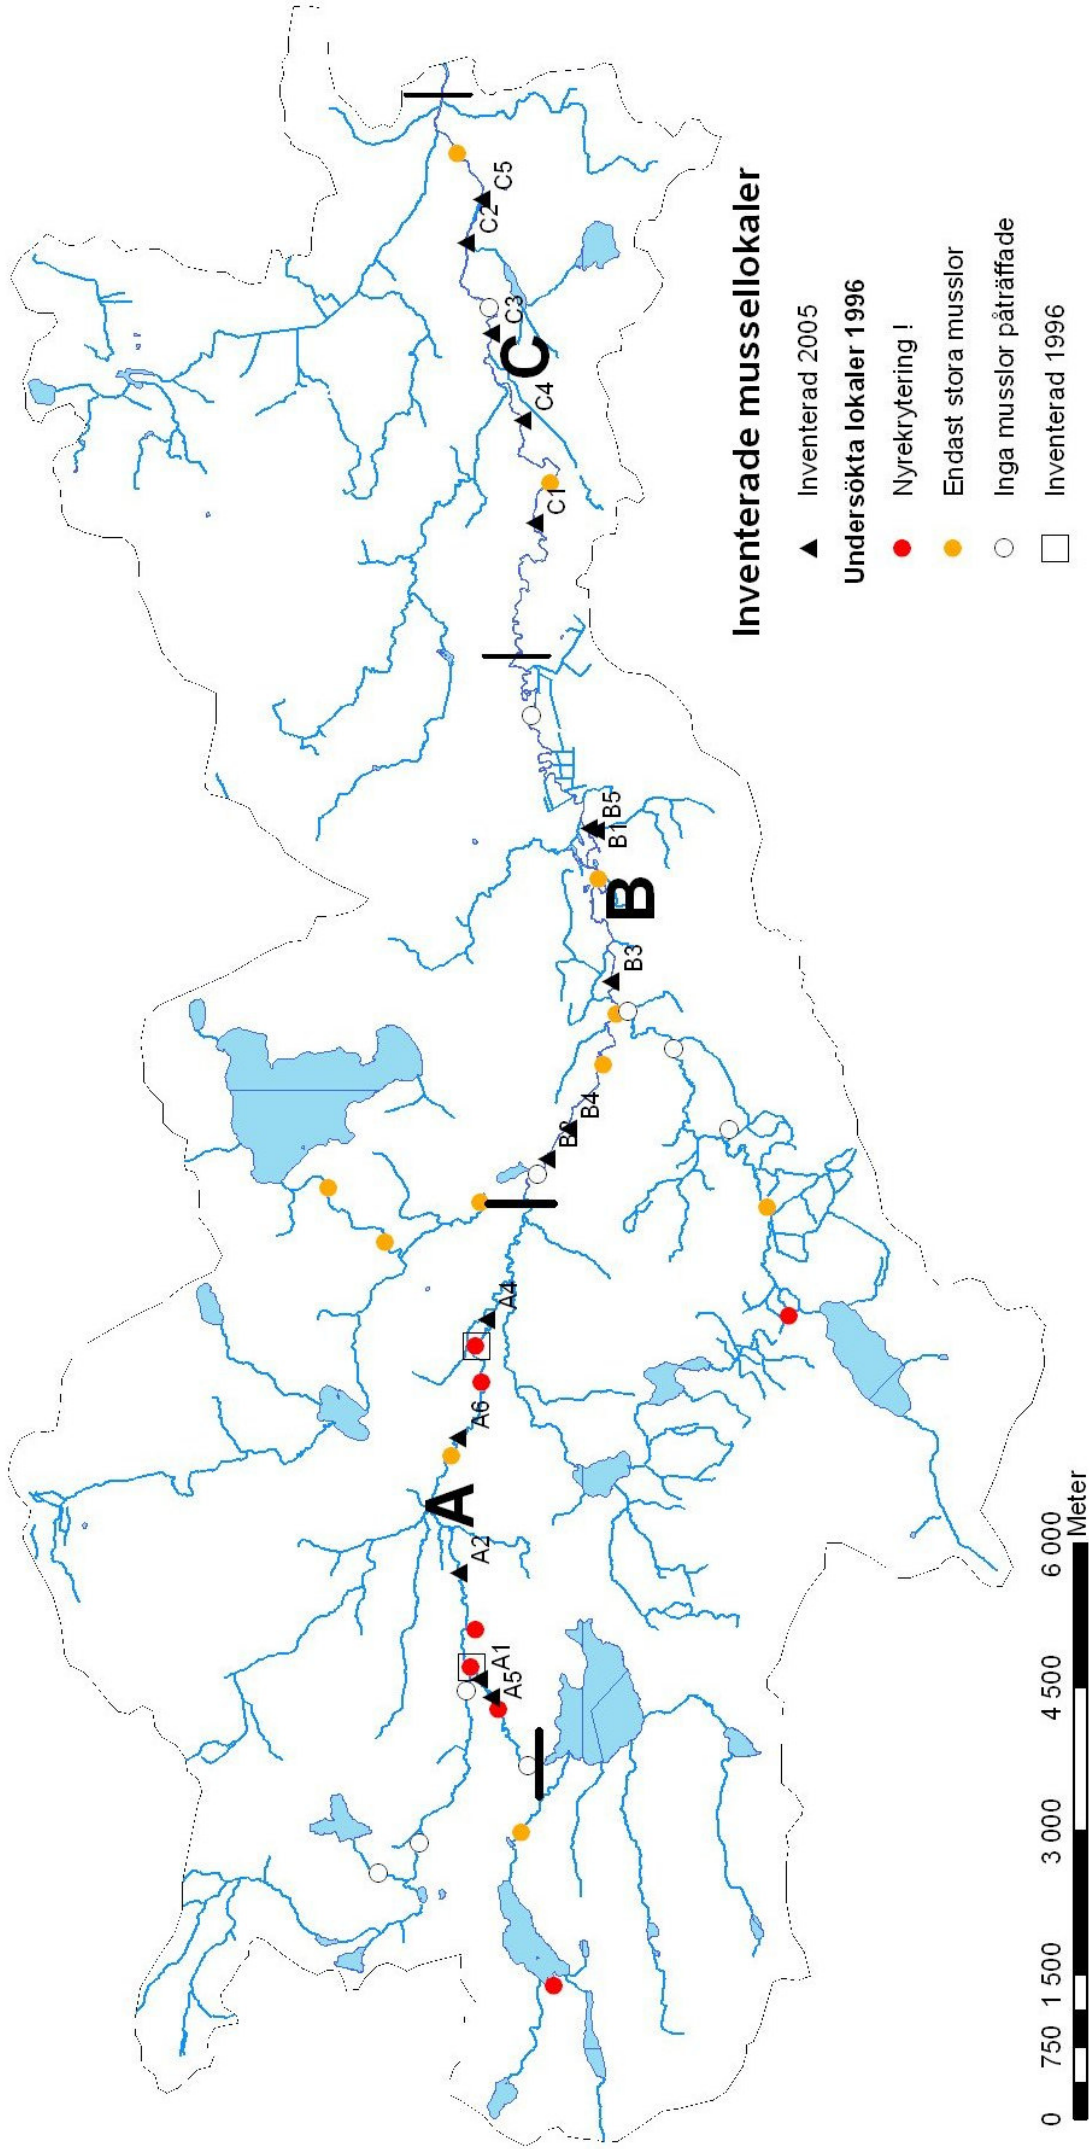 A
A5
A1
A2
A6
A4
B
B4
B3
B1
B5
C
C1
C4
C3
C2
C5
Inventerade mussellokaler
Inventerad 2005
Undersökta lokaler 1996
Nyrekrytering !
Endast stora musslor
Inga musslor påträffade
Inventerad 1996
0 750 1 500 3 000 4 500 6 000
Meter